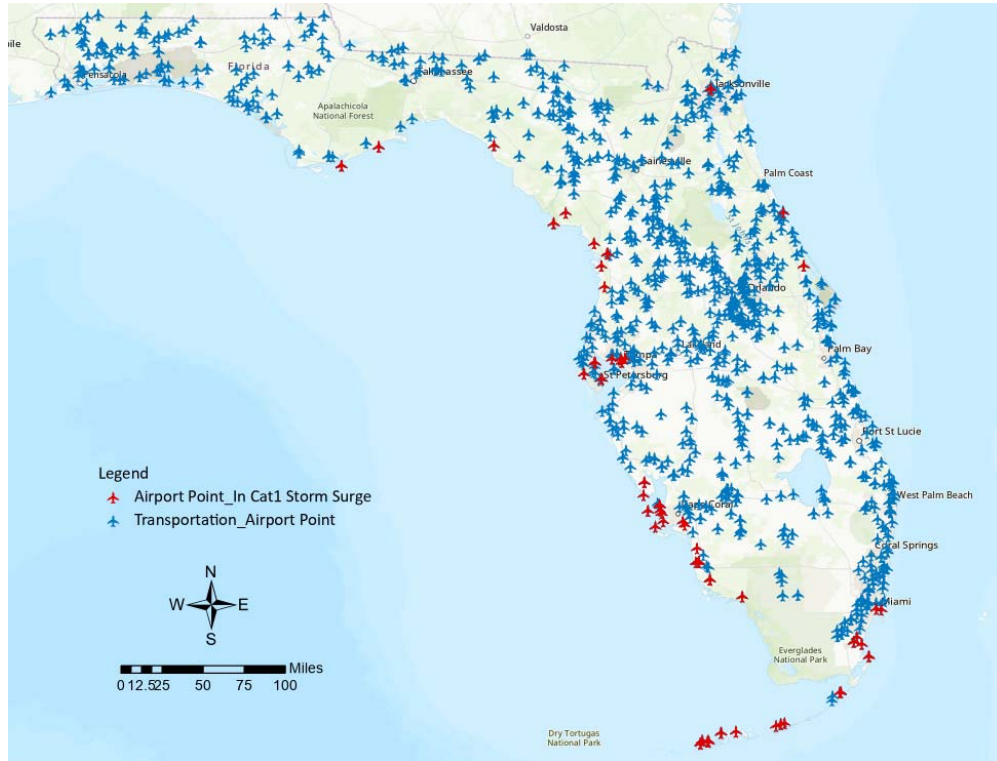 Valdosta
ile
Pensacola
Florida
Tallahassee
Jacksonville
Apalachicola
National Forest
Gainesville
Palm Coast
Orlando
Lakeland
Tampa
Palm Bay
St Petersburg
Port St Lucie
Legend
Airport Point_In Cat1 Storm Surge
West Palm Beach
Cape Coral
Transportation_Airport Point
Coral Springs
N
W E
S
Miami
Miles
0 12.525 50 75 100
Everglades
National Park
Dry Tortugas
National Park